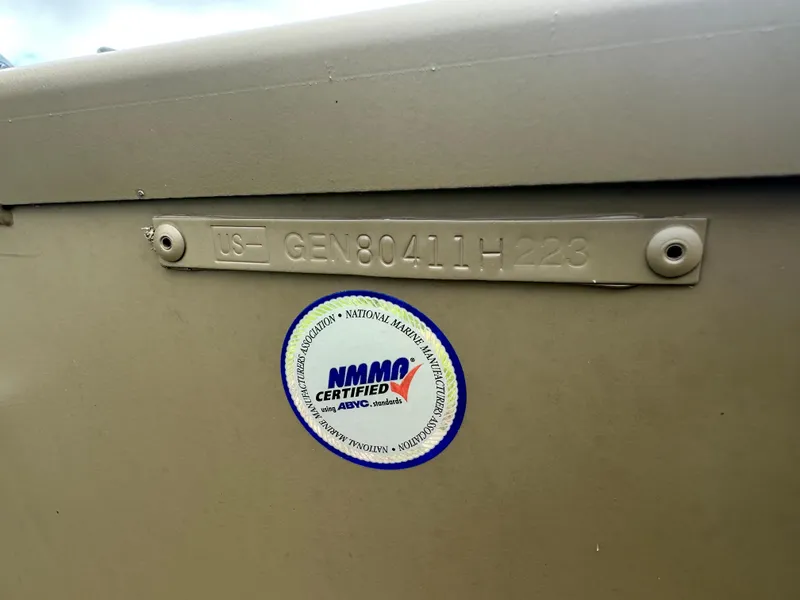 US- GEN80411H223
• NATIONAL MARINE MANUFACTURERS ASSOCIATION
• NATIONAL MARINE MANUFACTURERS ASSOCIATION
NMMA®
CERTIFIED
using ABYC. standards